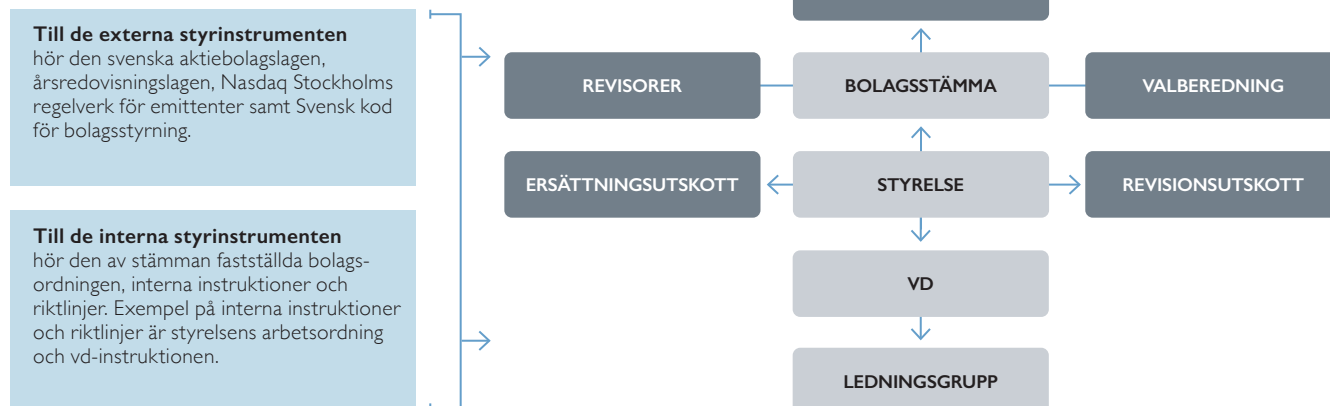 Till de externa styrinstrumenten
hör den svenska aktiebolagslagen,
årsredovisningslagen, Nasdaq Stockholms
regelverk för emittenter samt Svensk kod
för bolagsstyrning.
Till de interna styrinstrumenten
hör den av stämman fastställda bolags-
ordningen, interna instruktioner och
riktlinjer. Exempel på interna instruktioner
och riktlinjer är styrelsens arbetsordning
och vd-instruktionen.
REVISORER
BOLAGSSTÄMMA
VALBEREDNING
ERSÄTTNINGSUTSKOTT
STYRELSE
REVISIONSUTSKOTT
VD
LEDNINGSGRUPP